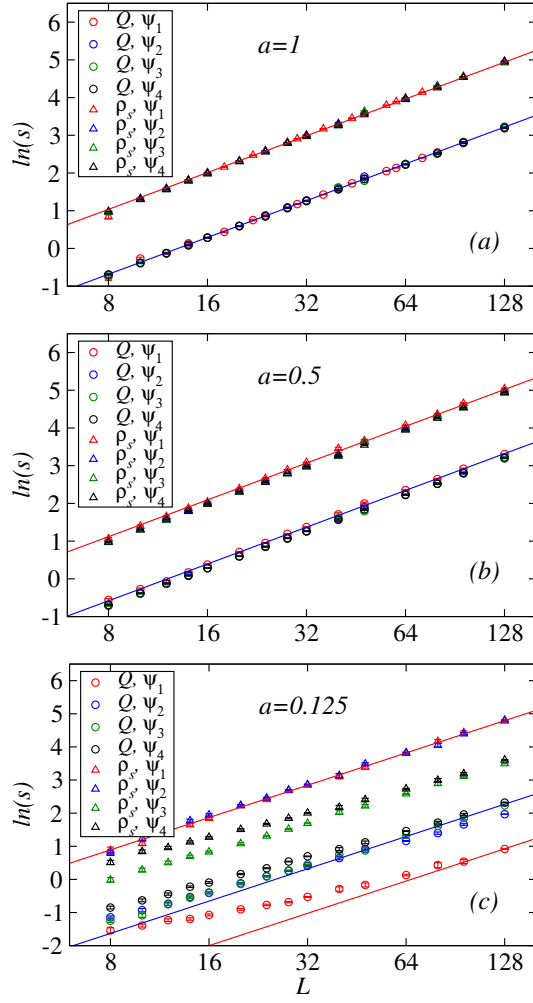 6
5
4
3
2
1
0
-1
ln(s)
Q, ψ1
Q, ψ2
Q, ψ3
Q, ψ4
ρs, ψ1
ρs, ψ2
ρs, ψ3
ρs, ψ4
a=1
(a)
8 16 32 64 128
6
5
4
3
2
1
0
-1
ln(s)
Q, ψ1
Q, ψ2
Q, ψ3
Q, ψ4
ρs, ψ1
ρs, ψ2
ρs, ψ3
ρs, ψ4
a=0.5
(b)
8 16 32 64 128
6
5
4
3
2
1
0
-1
-2
ln(s)
Q, ψ1
Q, ψ2
Q, ψ3
Q, ψ4
ρs, ψ1
ρs, ψ2
ρs, ψ3
ρs, ψ4
a=0.125
(c)
8 16 32 64 128
L